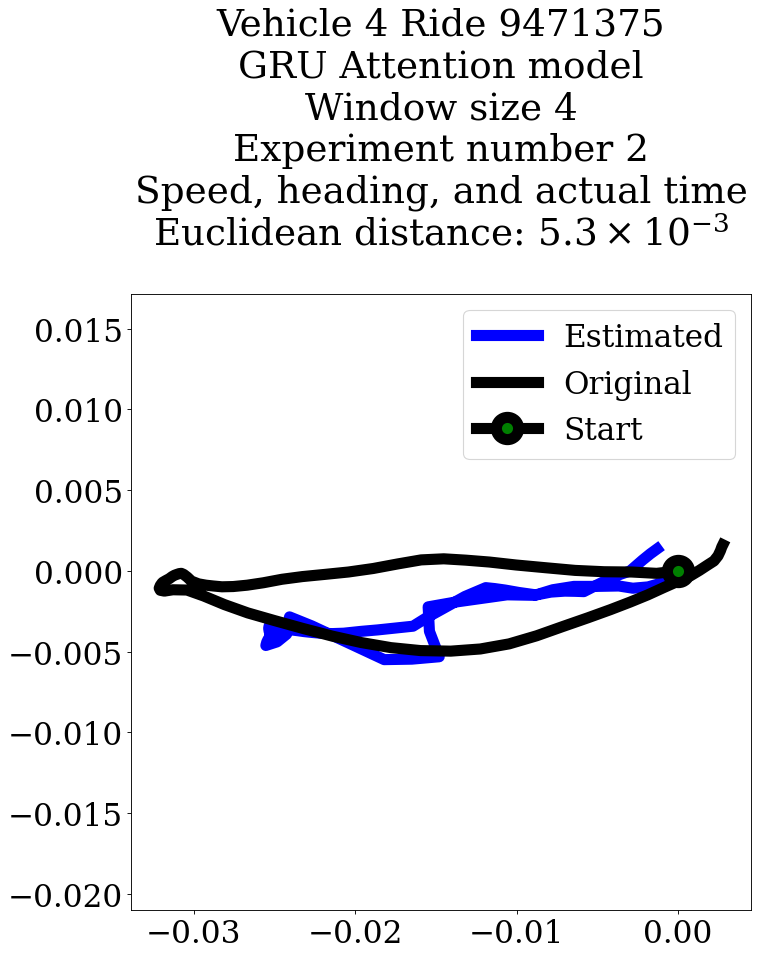 Vehicle 4 Ride 9471375
GRU Attention model
Window size 4
Experiment number 2
Speed, heading, and actual time
Euclidean distance: 5.3 × 10⁻³
Estimated
Original
Start
0.015
0.010
0.005
0.000
−0.005
−0.010
−0.015
−0.020
−0.03 −0.02 −0.01 0.00